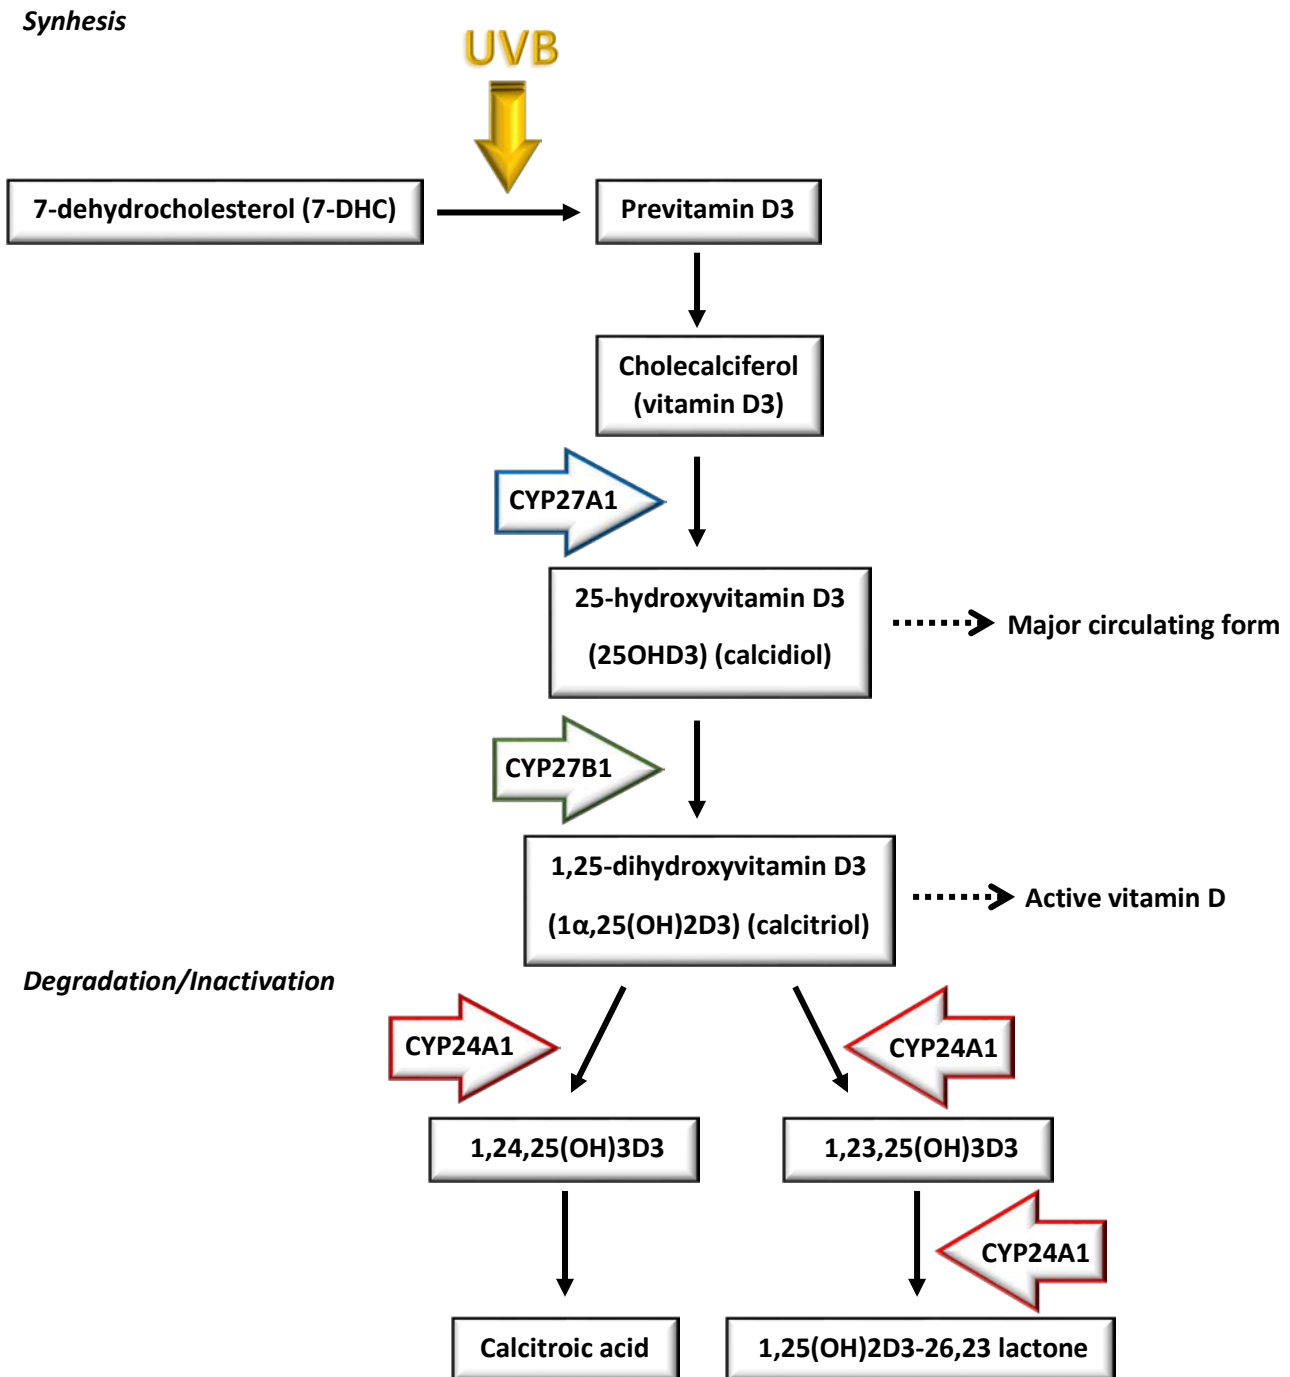 Synhesis
UVB
7-dehydrocholesterol (7-DHC)
Previtamin D3
Cholecalciferol
(vitamin D3)
CYP27A1
25-hydroxyvitamin D3
(25OHD3) (calcidiol)
Major circulating form
CYP27B1
1,25-dihydroxyvitamin D3
(1α,25(OH)2D3) (calcitriol)
Active vitamin D
Degradation/Inactivation
CYP24A1
CYP24A1
1,24,25(OH)3D3
1,23,25(OH)3D3
CYP24A1
Calcitroic acid
1,25(OH)2D3-26,23 lactone